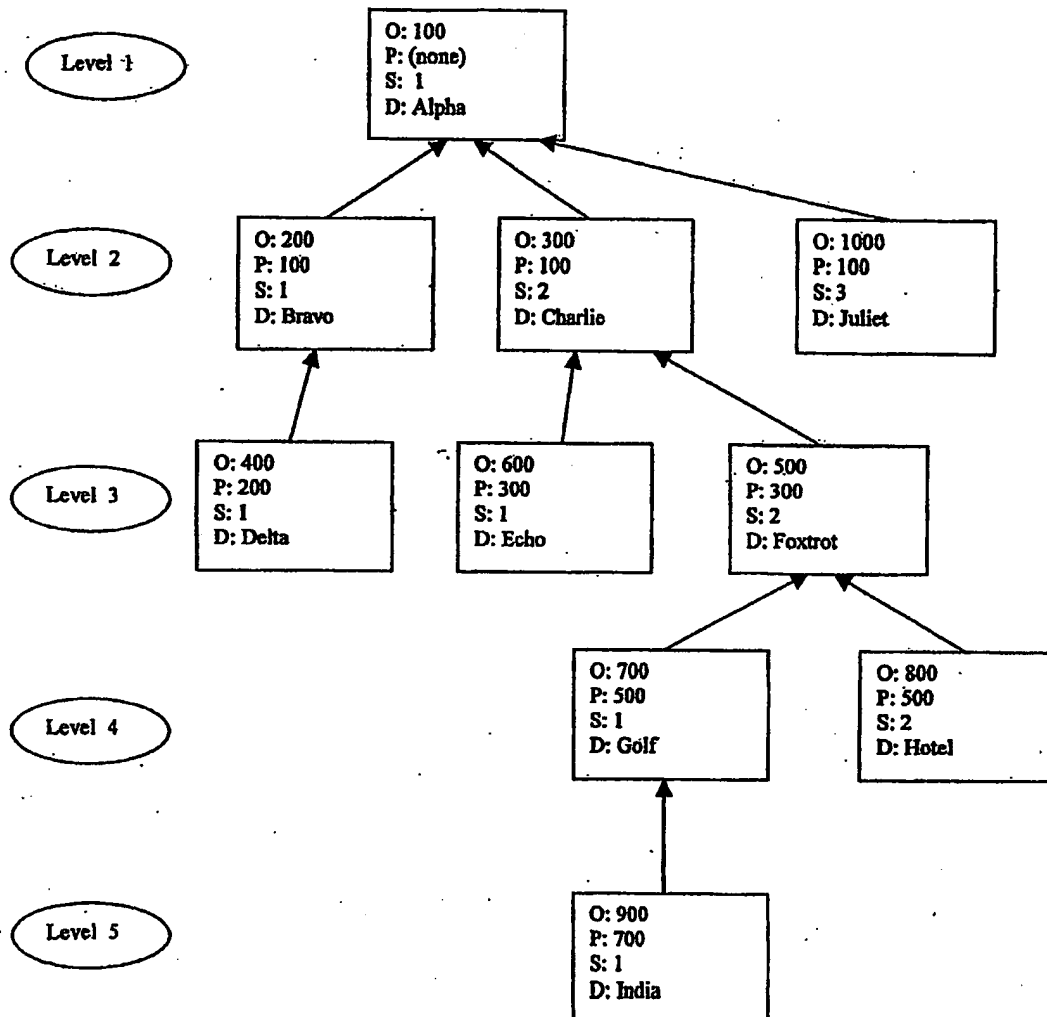 Level 1
O: 100
P: (none)
S: 1
D: Alpha
Level 2
O: 200
P: 100
S: 1
D: Bravo
O: 300
P: 100
S: 2
D: Charlie
O: 1000
P: 100
S: 3
D: Juliet
Level 3
O: 400
P: 200
S: 1
D: Delta
O: 600
P: 300
S: 1
D: Echo
O: 500
P: 300
S: 2
D: Foxtrot
Level 4
O: 700
P: 500
S: 1
D: Golf
O: 800
P: 500
S: 2
D: Hotel
Level 5
O: 900
P: 700
S: 1
D: India